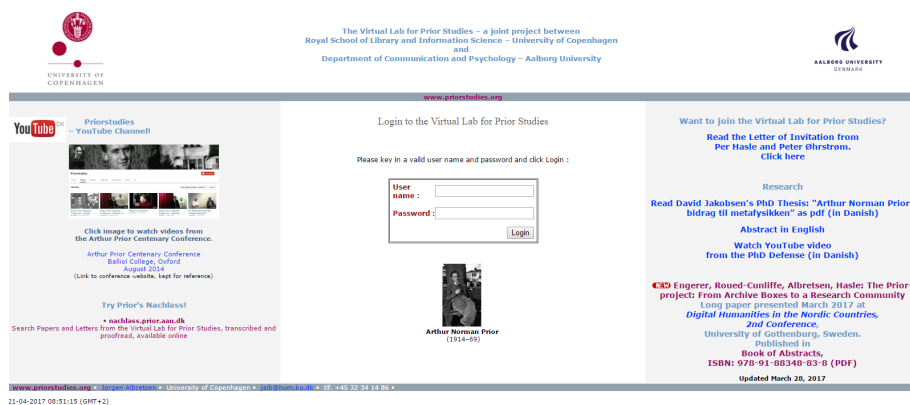 The Virtual Lab for Prior Studies – a joint project between
Royal School of Library and Information Science – University of Copenhagen
and
Department of Communication and Psychology – Aalborg University
UNIVERSITY OF
COPENHAGEN
AALBORG UNIVERSITY
DENMARK
www.priorstudies.org
YouTube DK
Priorstudies
– YouTube Channel!
Priorstudies
Click image to watch videos from
the Arthur Prior Centenary Conference.
Arthur Prior Centenary Conference
Balliol College, Oxford
August 2014
(Link to conference website, kept for reference)
Try Prior's Nachlass!
• nachlass.prior.aau.dk
Search Papers and Letters from the Virtual Lab for Prior Studies, transcribed and
proofread, available online
Login to the Virtual Lab for Prior Studies
Please key in a valid user name and password and click Login :
User
name :
Password :
Login
Arthur Norman Prior
(1914–69)
Want to join the Virtual Lab for Prior Studies?
Read the Letter of Invitation from
Per Hasle and Peter Øhrstrøm.
Click here
Research
Read David Jakobsen's PhD Thesis: "Arthur Norman Prior
bidrag til metafysikken" as pdf (in Danish)
Abstract in English
Watch YouTube video
from the PhD Defense (in Danish)
NEW Engerer, Roued-Cunliffe, Albretsen, Hasle: The Prior-
project: From Archive Boxes to a Research Community
Long paper presented March 2017 at
Digital Humanities in the Nordic Countries,
2nd Conference,
University of Gothenburg, Sweden.
Published in
Book of Abstracts,
ISBN: 978-91-88348-83-8 (PDF)
Updated March 28, 2017
www.priorstudies.org • Jørgen Albretsen • University of Copenhagen • jalb@hum.ku.dk • tlf. +45 32 34 14 86 •
21-04-2017 08:51:15 (GMT+2)